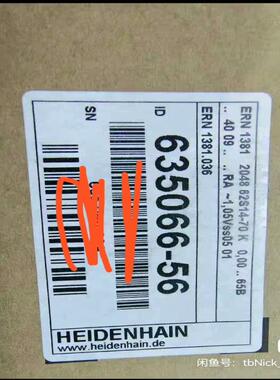 ERN 1381 2048 62S14-70 K 0,00 .. 65B
.. 40 09 .. .. RA ~1,05Vss05 01
ERN 1381.036
ID 635066-56
SN
HEIDENHAIN
www.heidenhain.de
闲鱼号：tbNick_